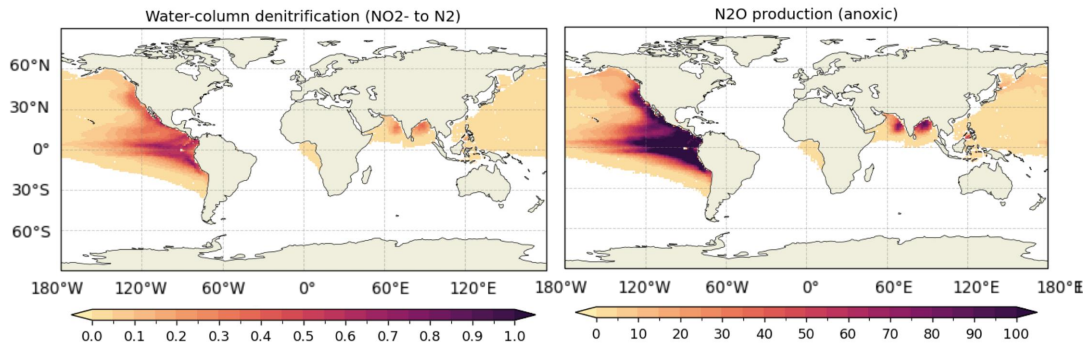 Water-column denitrification (NO2- to N2)
N2O production (anoxic)
60°N
30°N
0°
30°S
60°S
180°W 120°W 60°W 0°E 60°E 120°E 180°W 120°W 60°W 0°E 60°E 120°E 180°E E
0.0 0.1 0.2 0.3 0.4 0.5 0.6 0.7 0.8 0.9 1.0
0 10 20 30 40 50 60 70 80 90 100